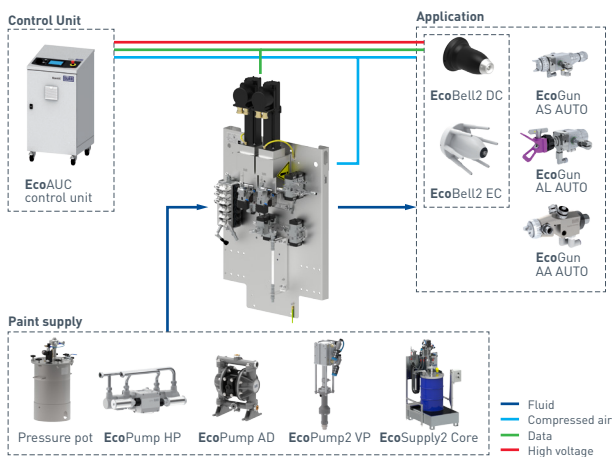 Control Unit
Application
EcoBell2 DC
EcoGun
AS AUTO
EcoAUC
control unit
EcoBell2 EC
EcoGun
AL AUTO
EcoGun
AA AUTO
Paint supply
Pressure pot
EcoPump HP
EcoPump AD
EcoPump2 VP
EcoSupply2 Core
Fluid
Compressed air
Data
High voltage